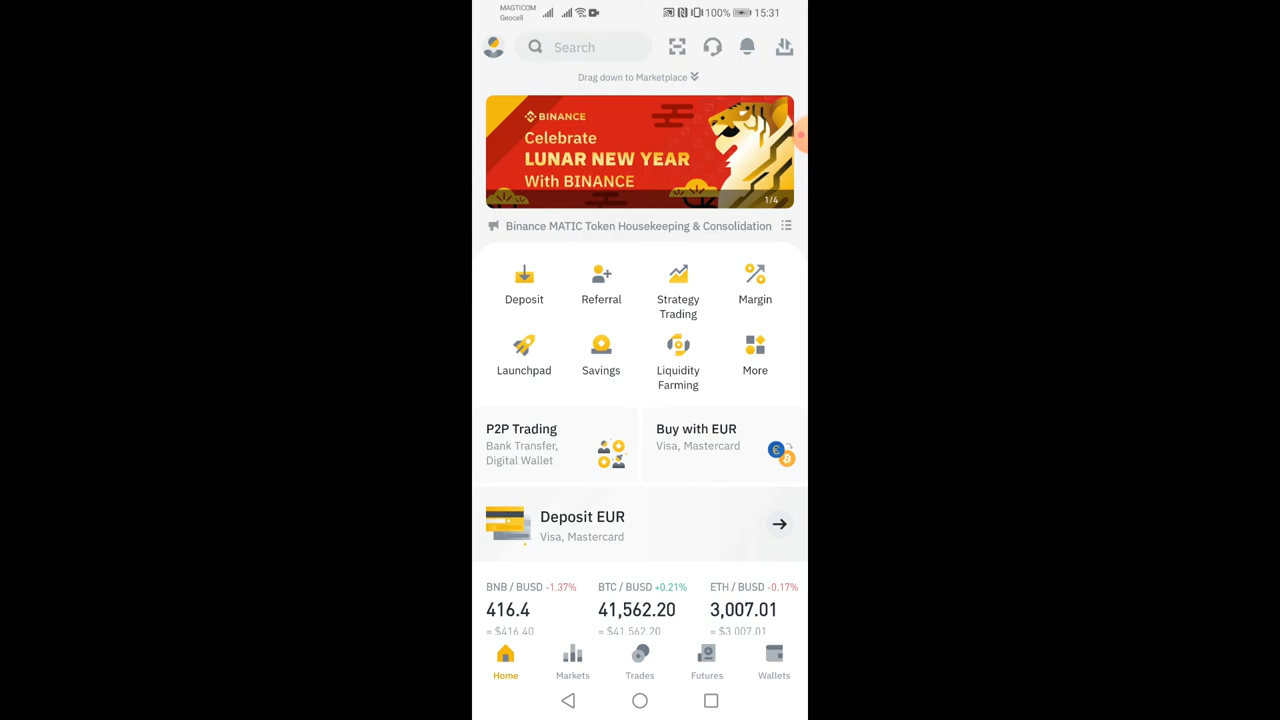 MAGTICOM
Geocell
100%
15:31
Search
Drag down to Marketplace
BINANCE
Celebrate
LUNAR NEW YEAR
With BINANCE
1/4
Binance MATIC Token Housekeeping & Consolidation
Deposit
Referral
Strategy
Trading
Margin
Launchpad
Savings
Liquidity
Farming
More
P2P Trading
Bank Transfer,
Digital Wallet
Buy with EUR
Visa, Mastercard
Deposit EUR
Visa, Mastercard
BNB / BUSD -1.37%
416.4
≈ $416.40
BTC / BUSD +0.21%
41,562.20
≈ $41,562.20
ETH / BUSD -0.17%
3,007.01
≈ $3,007.01
Home
Markets
Trades
Futures
Wallets